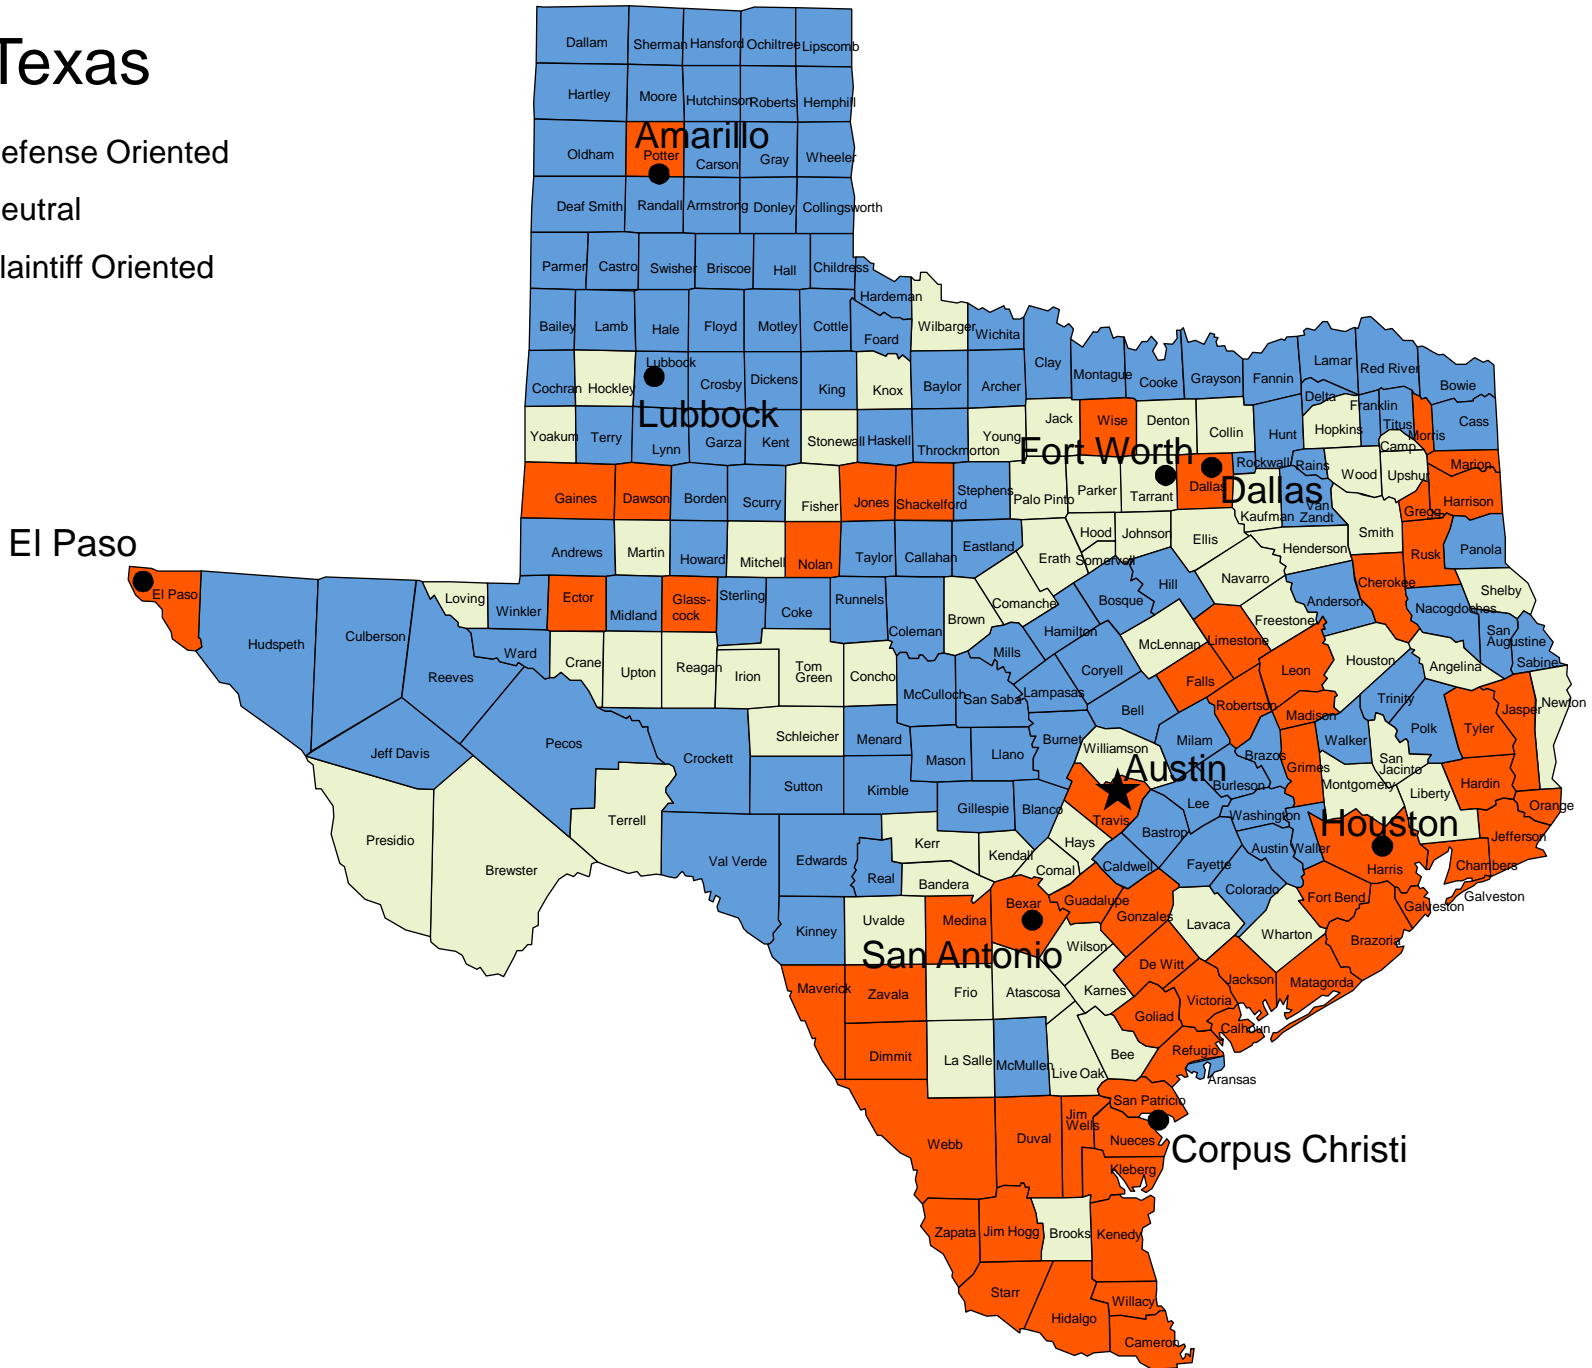 Texas
efense Oriented
eutral
laintiff Oriented
Dallam Sherman Hansford Ochiltree Lipscomb
Hartley Moore Hutchinson Roberts Hemphill
Amarillo
Oldham Potter Carson Gray Wheeler
Deaf Smith Randall Armstrong Donley Collingsworth
Parmer Castro Swisher Briscoe Hall Childress
Hardeman
Bailey Lamb Hale Floyd Motley Cottle Foard Wilbarger Wichita
Clay Montague Cooke Grayson Fannin Lamar Red River Bowie
Lubbock
Cochran Hockley Crosby Dickens King Knox Baylor Archer
Lubbock
Delta Franklin Titus Morris Cass
Yoakum Terry Lynn Garza Kent Stonewall Haskell Throckmorton Young Jack Wise Denton Collin Hunt Hopkins Camp
Fort Worth
Dallas
Gaines Dawson Borden Scurry Fisher Jones Shackelford Stephens Palo Pinto Parker Tarrant Dallas Rockwall Rains Wood Upshur Marion
Kaufman Van
Zandt
Gregg Harrison
El Paso
Andrews Martin Howard Mitchell Nolan Taylor Callahan Eastland Erath Hood Somervell Johnson Ellis Henderson Smith Rusk Panola
El Paso Hudspeth Culberson Reeves Loving Winkler Ector Midland Glass-
cock
Sterling Coke Runnels Coleman Brown Comanche Hamilton Bosque Hill Navarro Freestone Anderson Cherokee Nacogdoches Shelby
San
Augustine
Sabine
Ward Crane Upton Reagan Irion Tom
Green
Concho McCulloch San Saba Mills Lampasas Coryell McLennan Limestone Falls Leon Houston Angelina
Trinity Polk Tyler Jasper Newton
Jeff Davis Pecos Crockett Schleicher Menard Mason Llano Burnet Bell Milam Robertson Madison Walker San
Jacinto
Williamson
Austin
Brazos Grimes Burleson Montgomery Liberty Hardin Orange
Presidio Brewster Terrell Sutton Kimble Gillespie Blanco Travis Lee Washington
Houston
Jefferson
Val Verde Edwards Real Kerr Kendall Hays Bastrop Caldwell Fayette Austin Waller Harris Chambers
Bandera Comal Colorado Fort Bend Galveston Galveston
Kinney Uvalde Medina Bexar Guadalupe Gonzales Lavaca Wharton Brazoria
San Antonio
Wilson De Witt Jackson Matagorda
Maverick Zavala Frio Atascosa Karnes Goliad Victoria Calhoun
Dimmit La Salle McMullen Live Oak Bee Refugio Aransas
San Patricio
Webb Duval Jim
Wells
Nueces
Corpus Christi
Kleberg
Zapata Jim Hogg Brooks Kenedy
Starr Hidalgo Willacy
Cameron